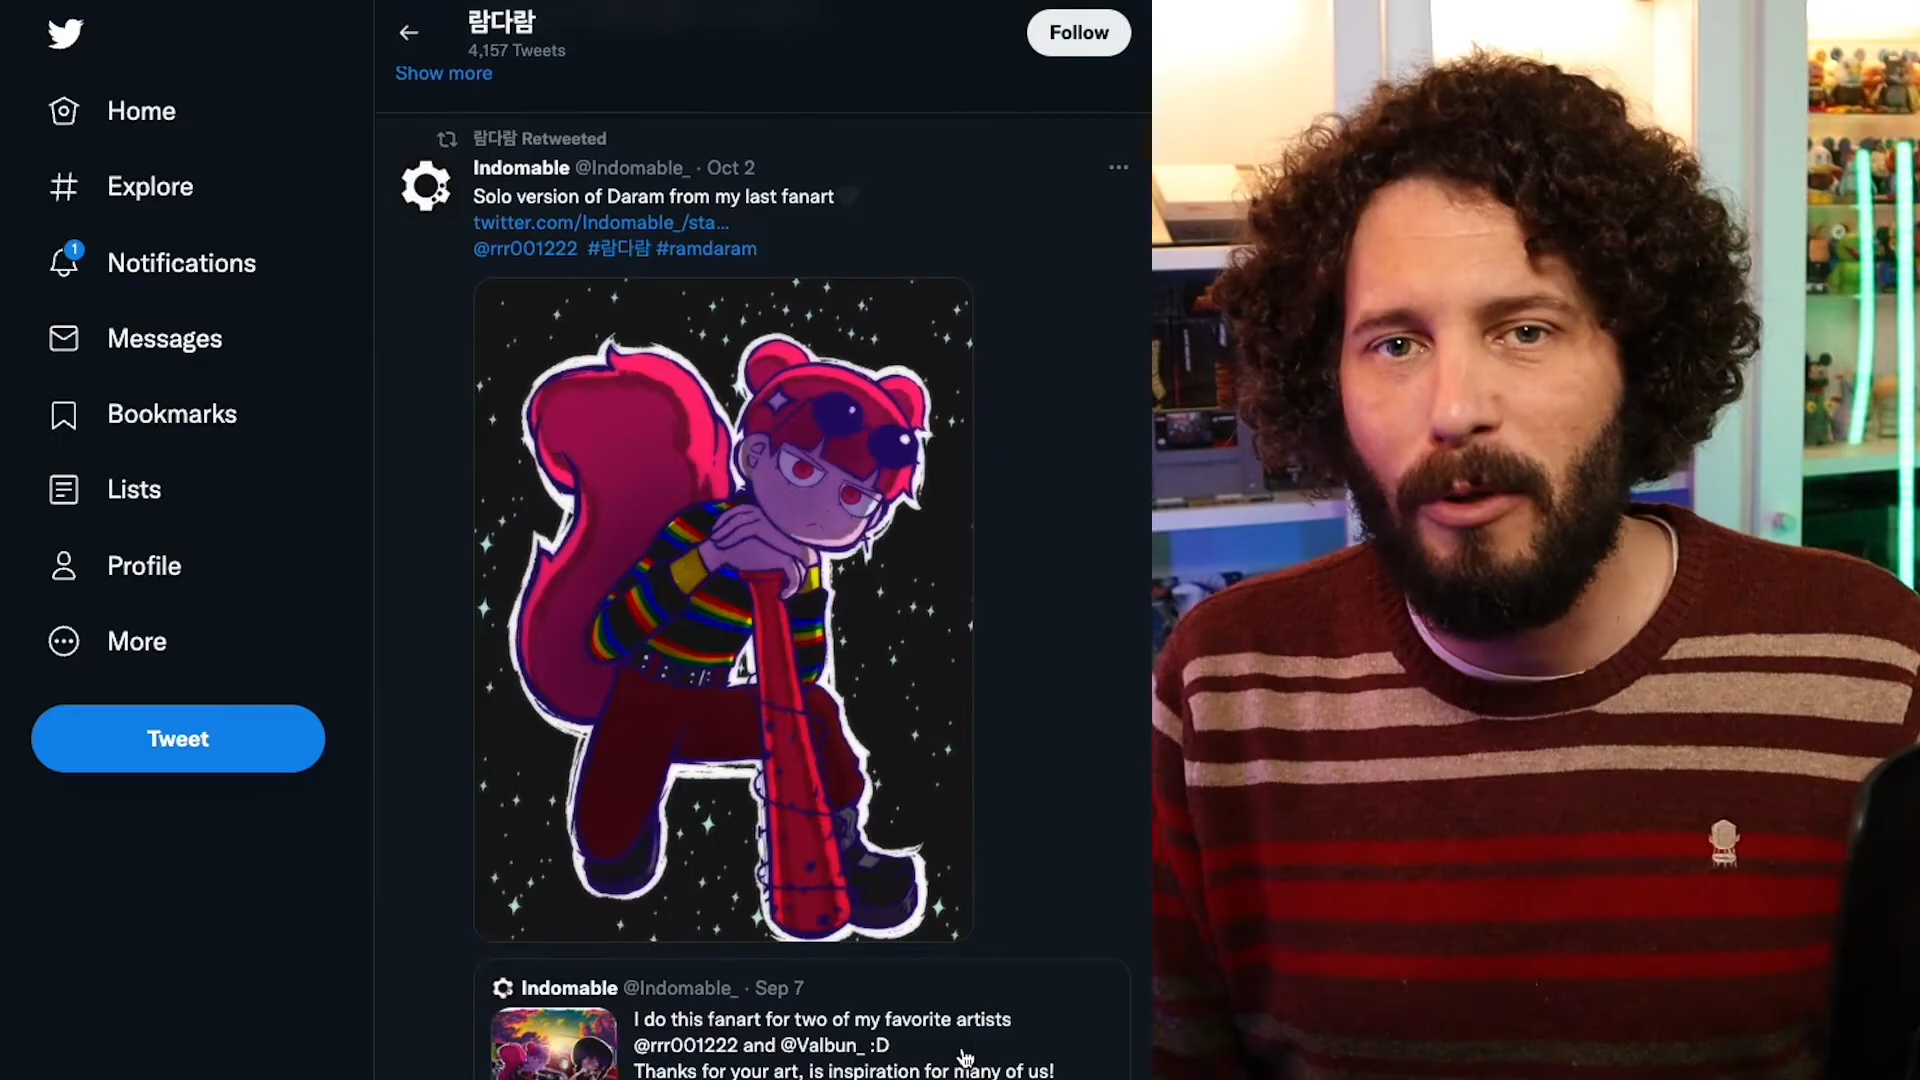 람다람
4,157 Tweets
Follow
Show more
Home
Explore
1
Notifications
Messages
Bookmarks
Lists
Profile
More
Tweet
람다람 Retweeted
Indomable @Indomable_ · Oct 2
Solo version of Daram from my last fanart
twitter.com/Indomable_/sta...
@rrr001222 #람다람 #ramdaram
Indomable @Indomable_ · Sep 7
I do this fanart for two of my favorite artists
@rrr001222 and @Valbun_ :D
Thanks for your art, is inspiration for many of us!